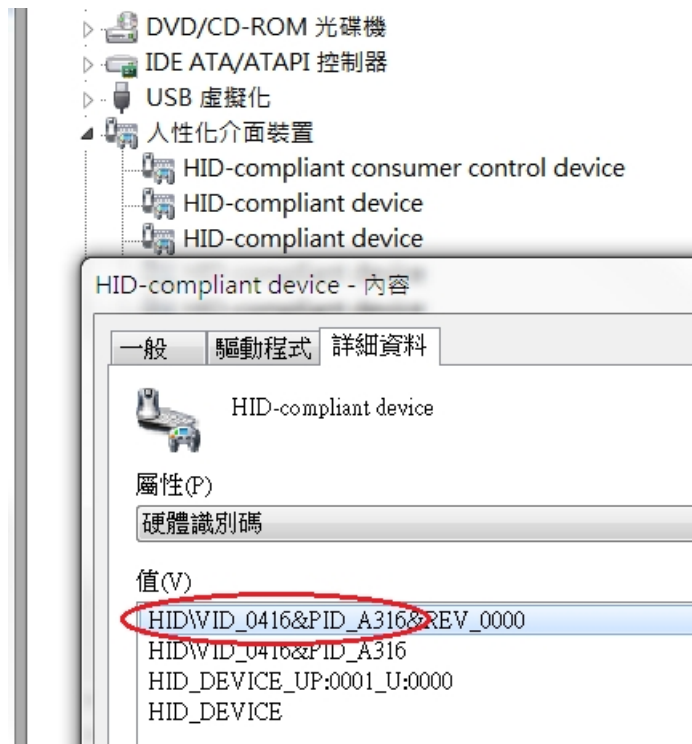 DVD/CD-ROM 光碟機
IDE ATA/ATAPI 控制器
USB 虛擬化
人性化介面裝置
HID-compliant consumer control device
HID-compliant device
HID-compliant device
HID-compliant device - 內容
一般 驅動程式 詳細資料
HID-compliant device
屬性(P)
硬體識別碼
值(V)
HID\VID_0416&PID_A316&REV_0000
HID\VID_0416&PID_A316
HID_DEVICE_UP:0001_U:0000
HID_DEVICE